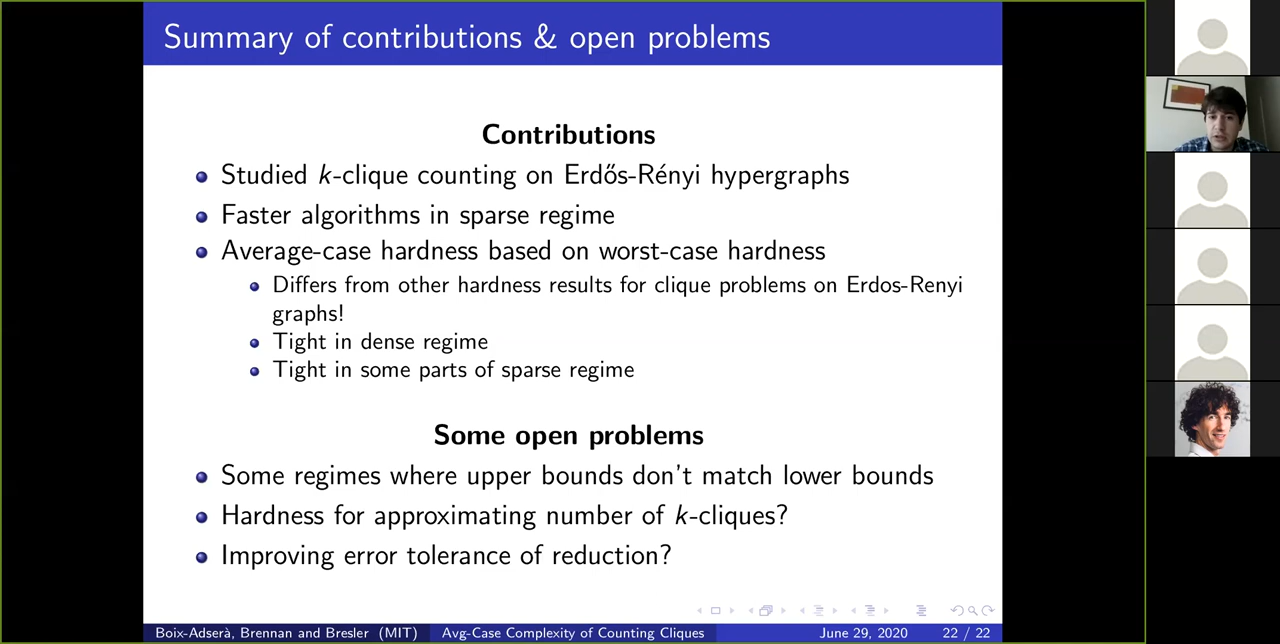 Summary of contributions & open problems
Contributions
Studied k-clique counting on Erdős-Rényi hypergraphs
Faster algorithms in sparse regime
Average-case hardness based on worst-case hardness
Differs from other hardness results for clique problems on Erdos-Renyi
graphs!
Tight in dense regime
Tight in some parts of sparse regime
Some open problems
Some regimes where upper bounds don't match lower bounds
Hardness for approximating number of k-cliques?
Improving error tolerance of reduction?
Boix-Adserà, Brennan and Bresler (MIT) Avg-Case Complexity of Counting Cliques June 29, 2020 22 / 22